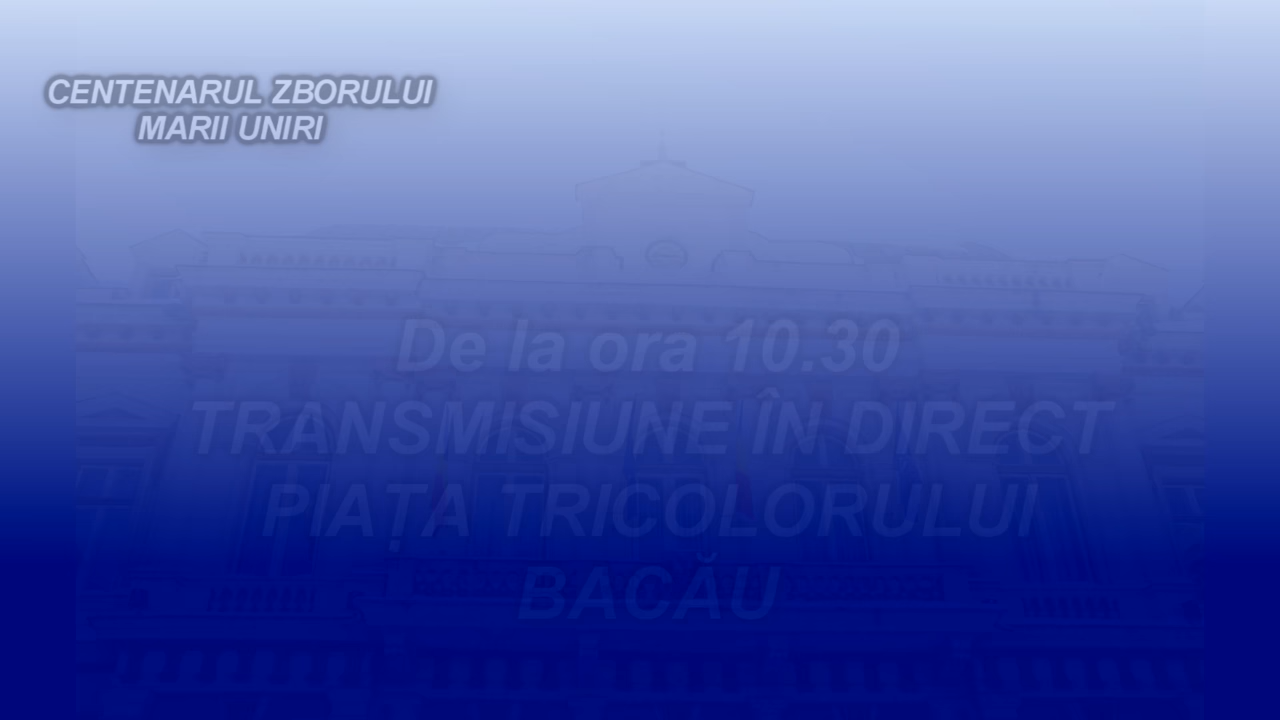 CENTENARUL ZBORULUI
MARII UNIRI
De la ora 10.30
TRANSMISIUNE ÎN DIRECT
PIAȚA TRICOLORULUI
BACĂU